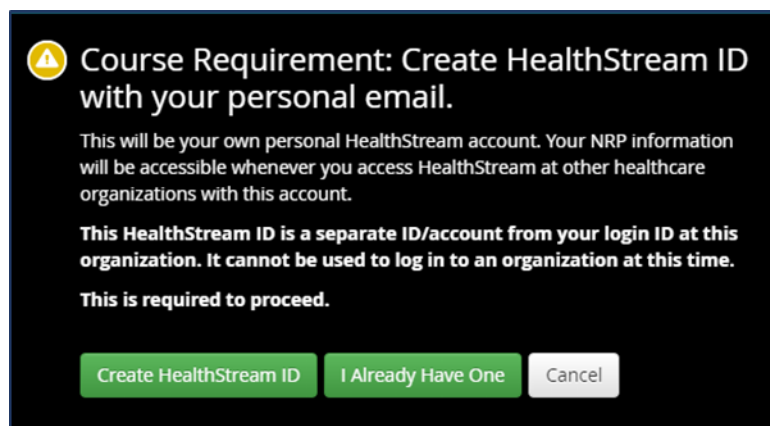 Course Requirement: Create HealthStream ID
with your personal email.
This will be your own personal HealthStream account. Your NRP information
will be accessible whenever you access HealthStream at other healthcare
organizations with this account.
This HealthStream ID is a separate ID/account from your login ID at this
organization. It cannot be used to log in to an organization at this time.
This is required to proceed.
Create HealthStream ID I Already Have One Cancel